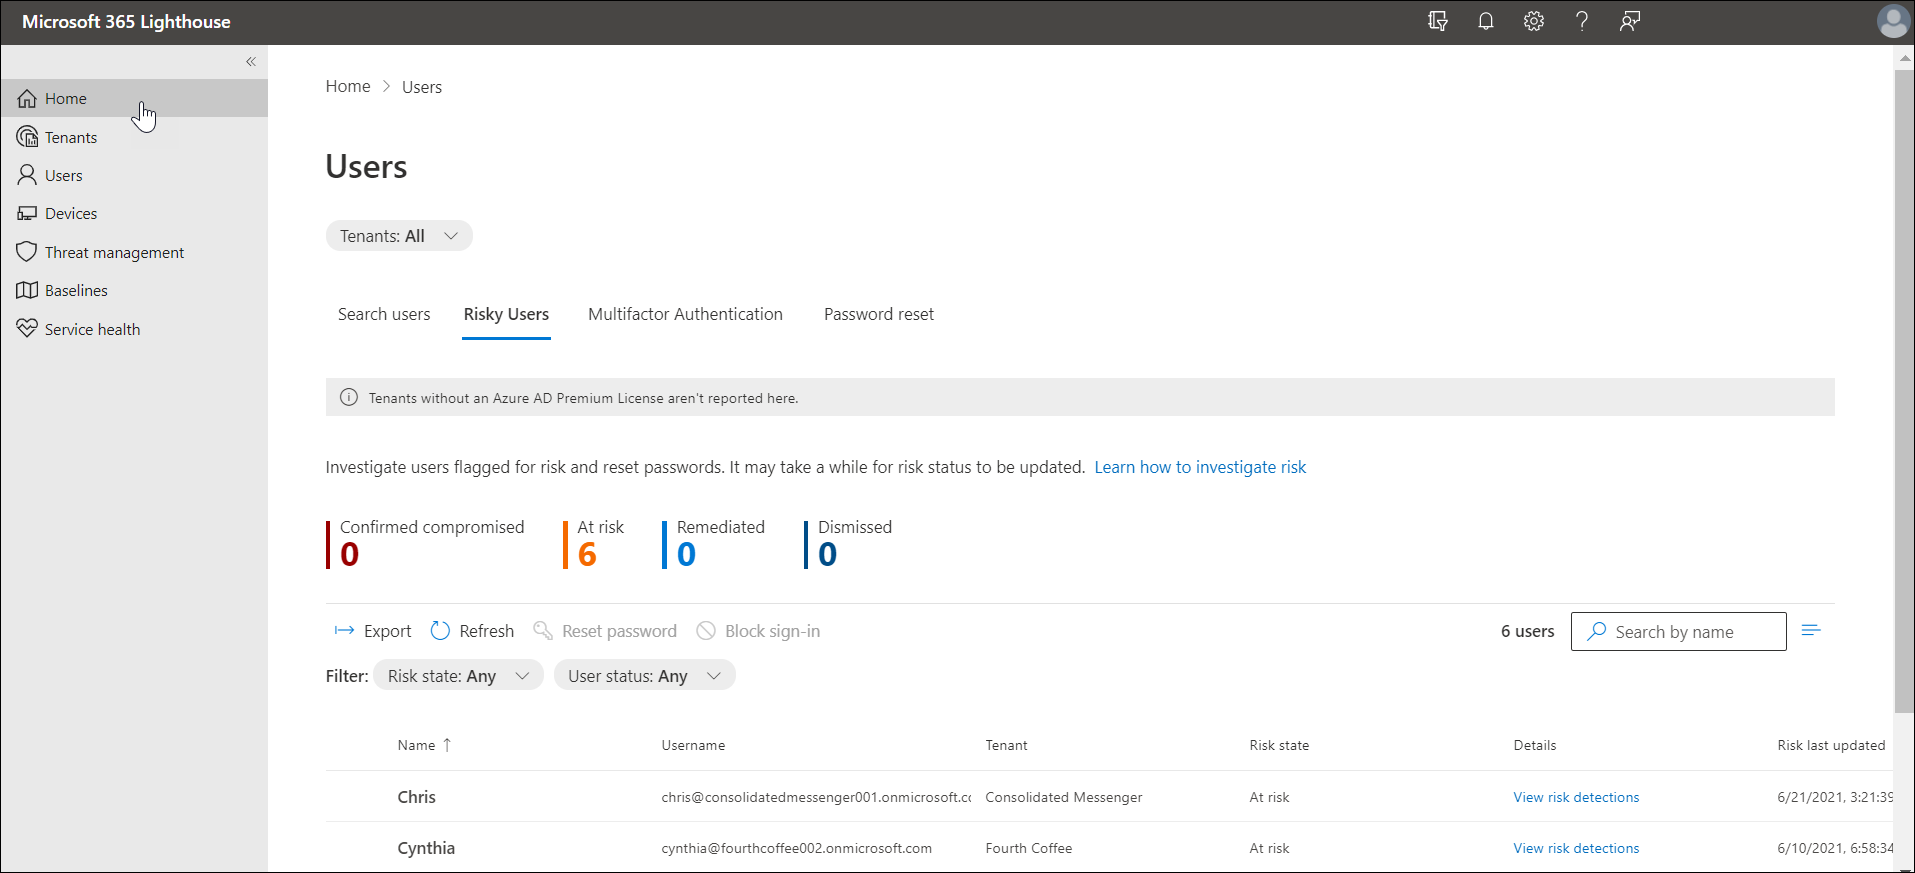 Microsoft 365 Lighthouse
Home
Tenants
Users
Devices
Threat management
Baselines
Service health
Home > Users
Users
Tenants: All
Search users Risky Users Multifactor Authentication Password reset
Tenants without an Azure AD Premium License aren't reported here.
Investigate users flagged for risk and reset passwords. It may take a while for risk status to be updated. Learn how to investigate risk
Confirmed compromised At risk Remediated Dismissed
0 6 0 0
Export Refresh Reset password Block sign-in 6 users Search by name
Filter: Risk state: Any User status: Any
Name ↑ Username Tenant Risk state Details Risk last updated
Chris chris@consolidatedmessenger001.onmicrosoft.cc Consolidated Messenger At risk View risk detections 6/21/2021, 3:21:39
Cynthia cynthia@fourthcoffee002.onmicrosoft.com Fourth Coffee At risk View risk detections 6/10/2021, 6:58:34